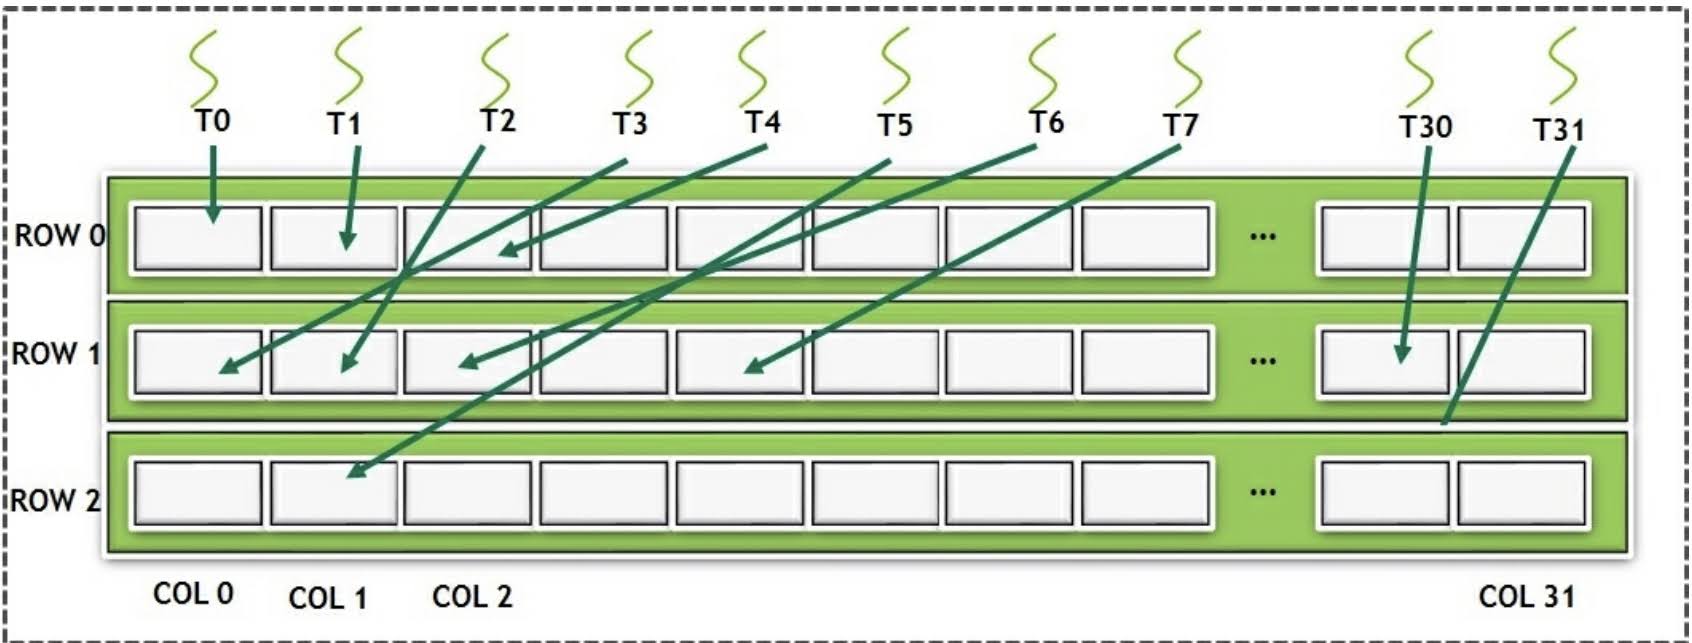 T0 T1 T2 T3 T4 T5 T6 T7 T30 T31
ROW 0 ...
ROW 1 ...
ROW 2 ...
COL 0 COL 1 COL 2 COL 31